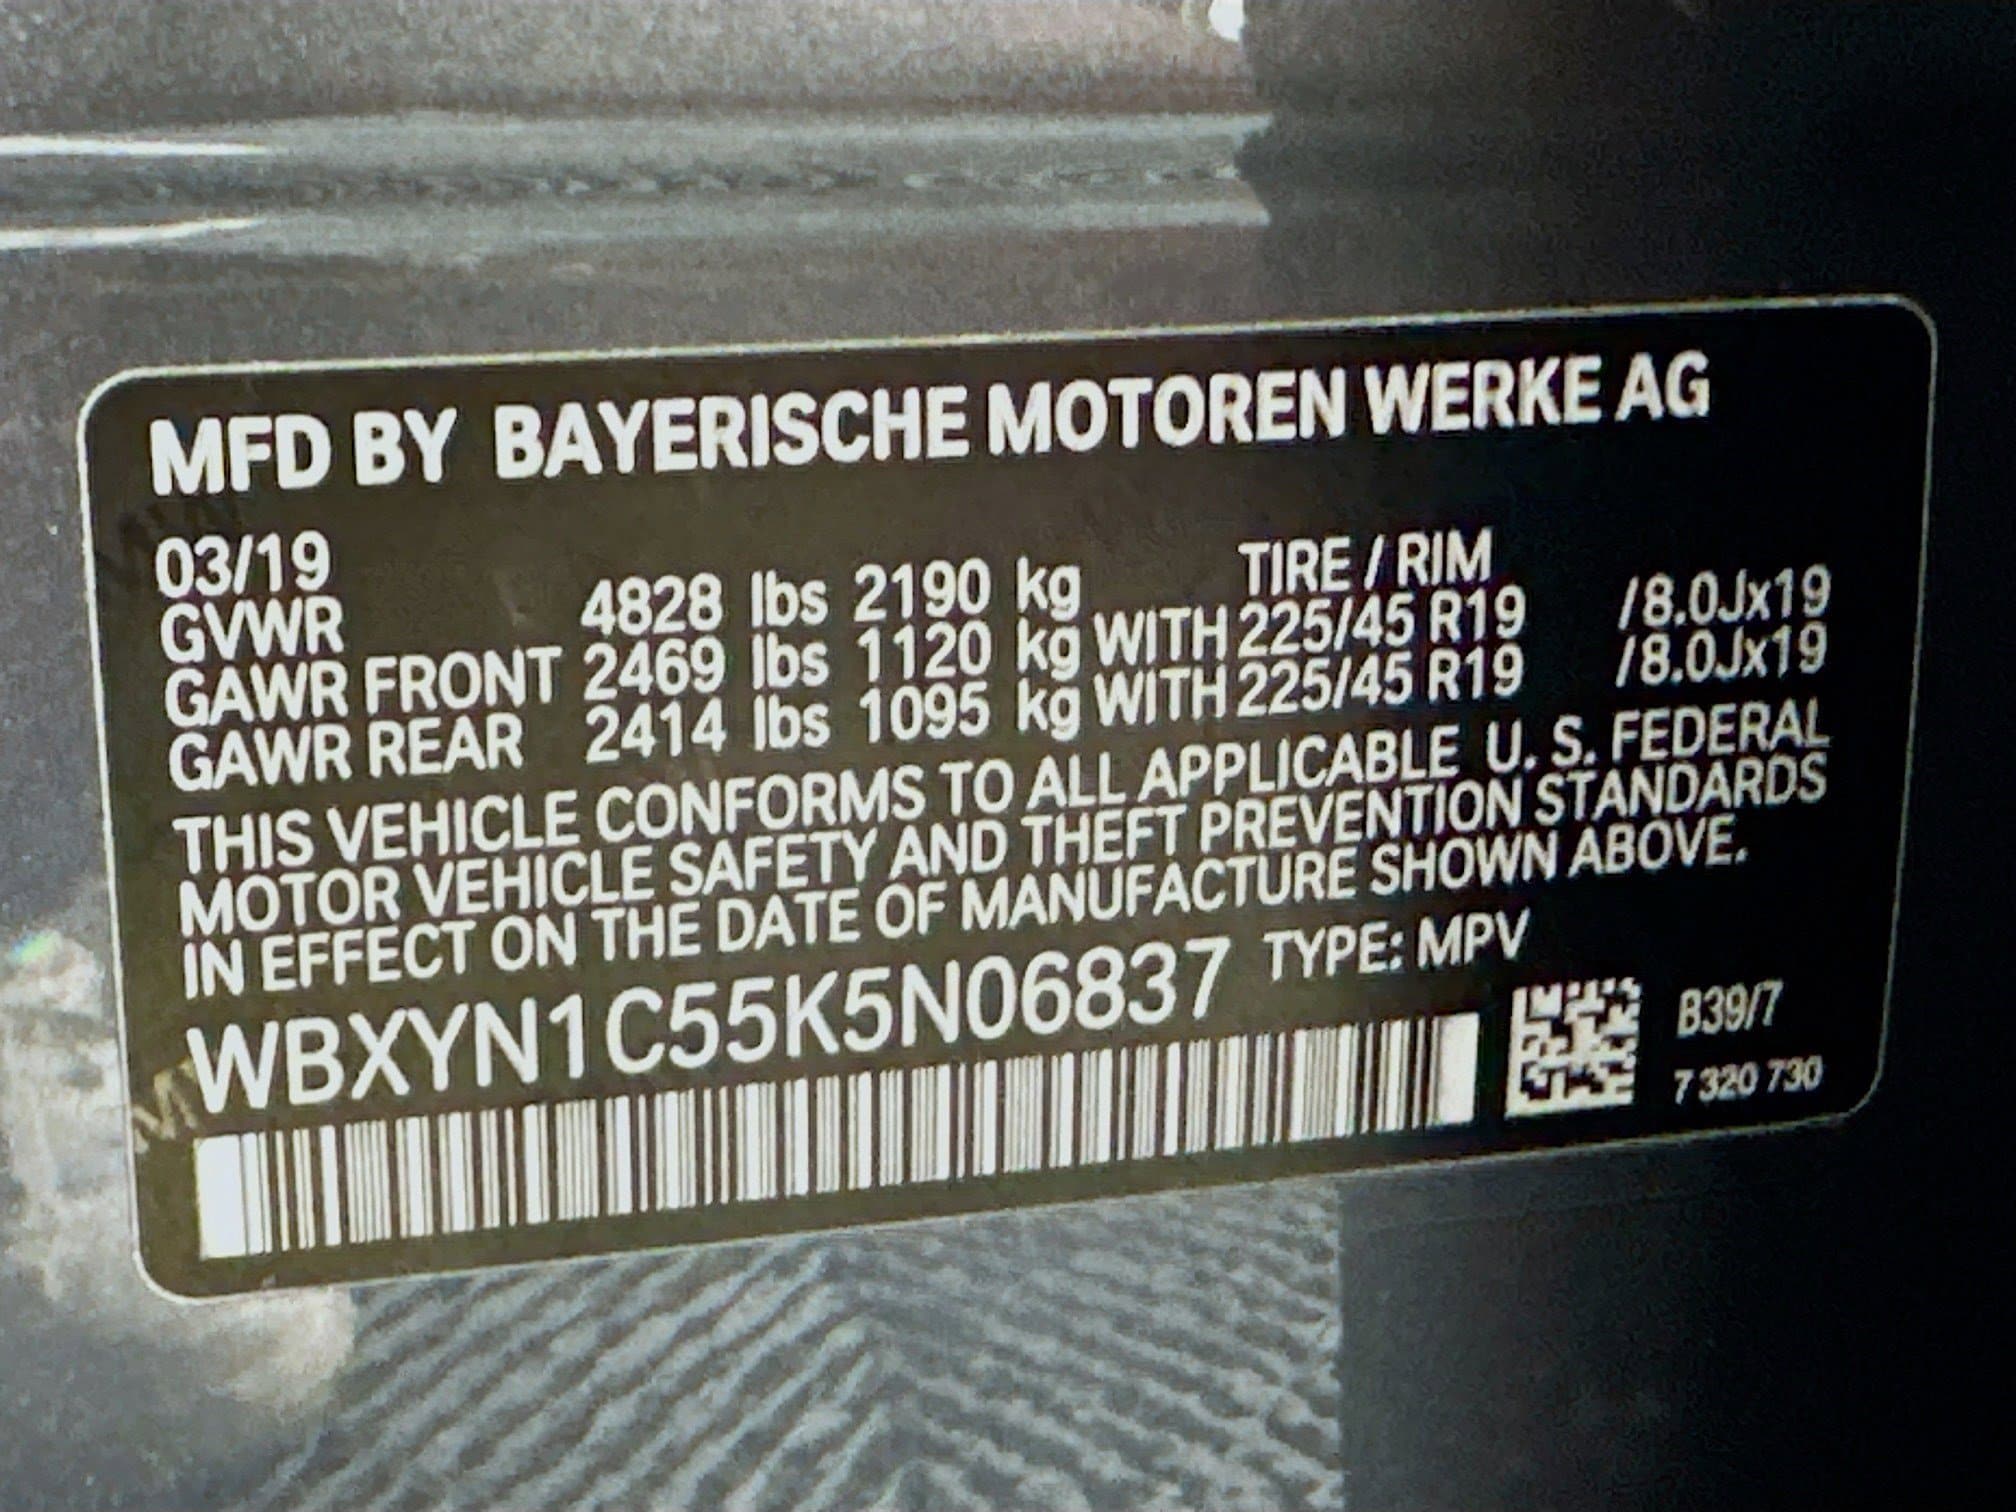 MFD BY BAYERISCHE MOTOREN WERKE AG
03/19 TIRE / RIM
GVWR 4828 lbs 2190 kg
GAWR FRONT 2469 lbs 1120 kg WITH 225/45 R19 /8.0Jx19
GAWR REAR 2414 lbs 1095 kg WITH 225/45 R19 /8.0Jx19
THIS VEHICLE CONFORMS TO ALL APPLICABLE U. S. FEDERAL
MOTOR VEHICLE SAFETY AND THEFT PREVENTION STANDARDS
IN EFFECT ON THE DATE OF MANUFACTURE SHOWN ABOVE.
WBXYN1C55K5N06837 TYPE: MPV
B39/7
7 320 730